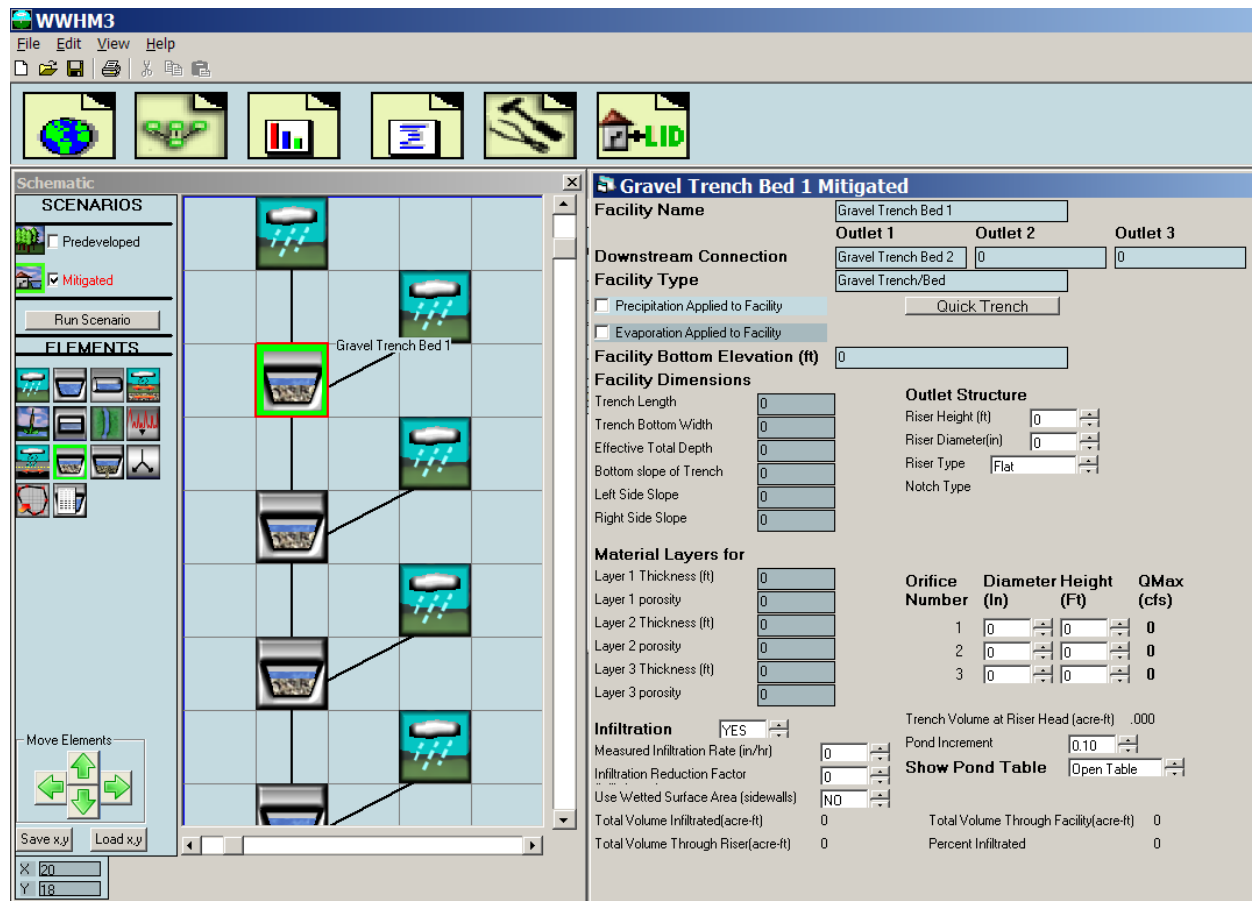 WWHM3
File Edit View Help
+LID
Schematic
SCENARIOS
Predeveloped
Mitigated
Run Scenario
ELEMENTS
Move Elements
Save x,y Load x,y
X 20
Y 18
Gravel Trench Bed 1
Gravel Trench Bed 1 Mitigated
Facility Name Gravel Trench Bed 1
Outlet 1 Outlet 2 Outlet 3
Downstream Connection Gravel Trench Bed 2 0 0
Facility Type Gravel Trench/Bed
Precipitation Applied to Facility Quick Trench
Evaporation Applied to Facility
Facility Bottom Elevation (ft) 0
Facility Dimensions
Trench Length 0
Trench Bottom Width 0
Effective Total Depth 0
Bottom slope of Trench 0
Left Side Slope 0
Right Side Slope 0
Outlet Structure
Riser Height (ft) 0
Riser Diameter(in) 0
Riser Type Flat
Notch Type
Material Layers for
Layer 1 Thickness (ft) 0
Layer 1 porosity 0
Layer 2 Thickness (ft) 0
Layer 2 porosity 0
Layer 3 Thickness (ft) 0
Layer 3 porosity 0
Orifice Diameter Height QMax
Number (In) (Ft) (cfs)
1 0 0 0
2 0 0 0
3 0 0 0
Infiltration YES
Measured Infiltration Rate (in/hr) 0
Infiltration Reduction Factor 0
Use Wetted Surface Area (sidewalls) NO
Total Volume Infiltrated(acre-ft) 0
Total Volume Through Riser(acre-ft) 0
Trench Volume at Riser Head (acre-ft) .000
Pond Increment 0.10
Show Pond Table Open Table
Total Volume Through Facility(acre-ft) 0
Percent Infiltrated 0